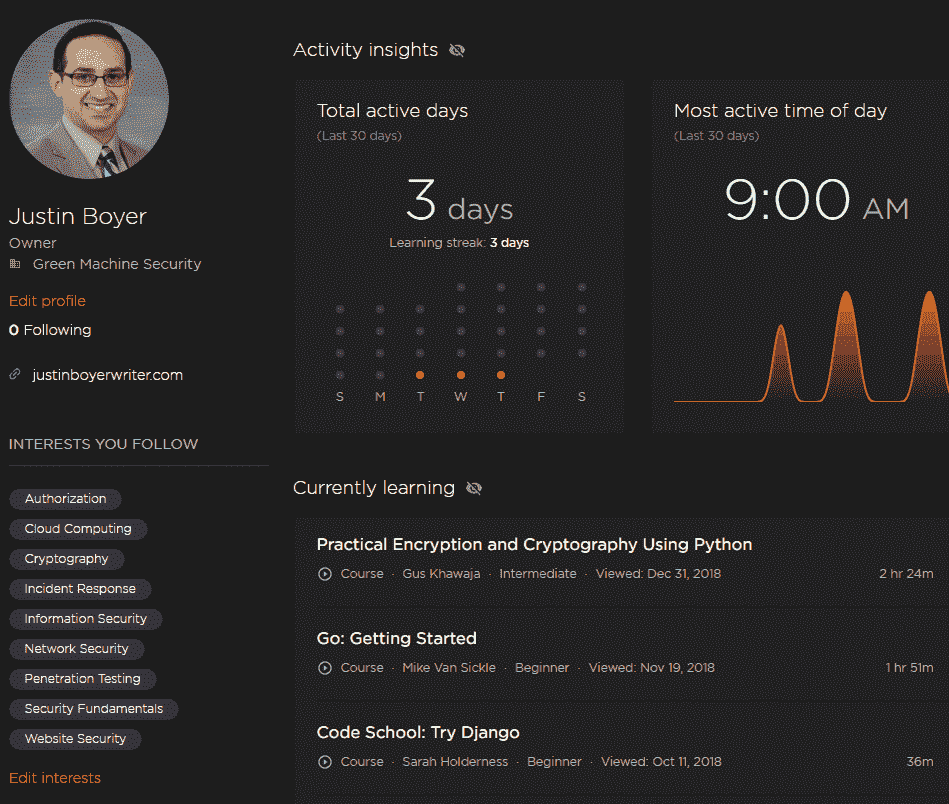 Justin Boyer
Owner
Green Machine Security
Edit profile
0 Following
justinboyerwriter.com
INTERESTS YOU FOLLOW
Authorization
Cloud Computing
Cryptography
Incident Response
Information Security
Network Security
Penetration Testing
Security Fundamentals
Website Security
Edit interests
Activity insights
Total active days
(Last 30 days)
3 days
Learning streak: 3 days
S M T W T F S
Most active time of day
(Last 30 days)
9:00 AM
Currently learning
Practical Encryption and Cryptography Using Python
Course · Gus Khawaja · Intermediate · Viewed: Dec 31, 2018 2 hr 24m
Go: Getting Started
Course · Mike Van Sickle · Beginner · Viewed: Nov 19, 2018 1 hr 51m
Code School: Try Django
Course · Sarah Holderness · Beginner · Viewed: Oct 11, 2018 36m